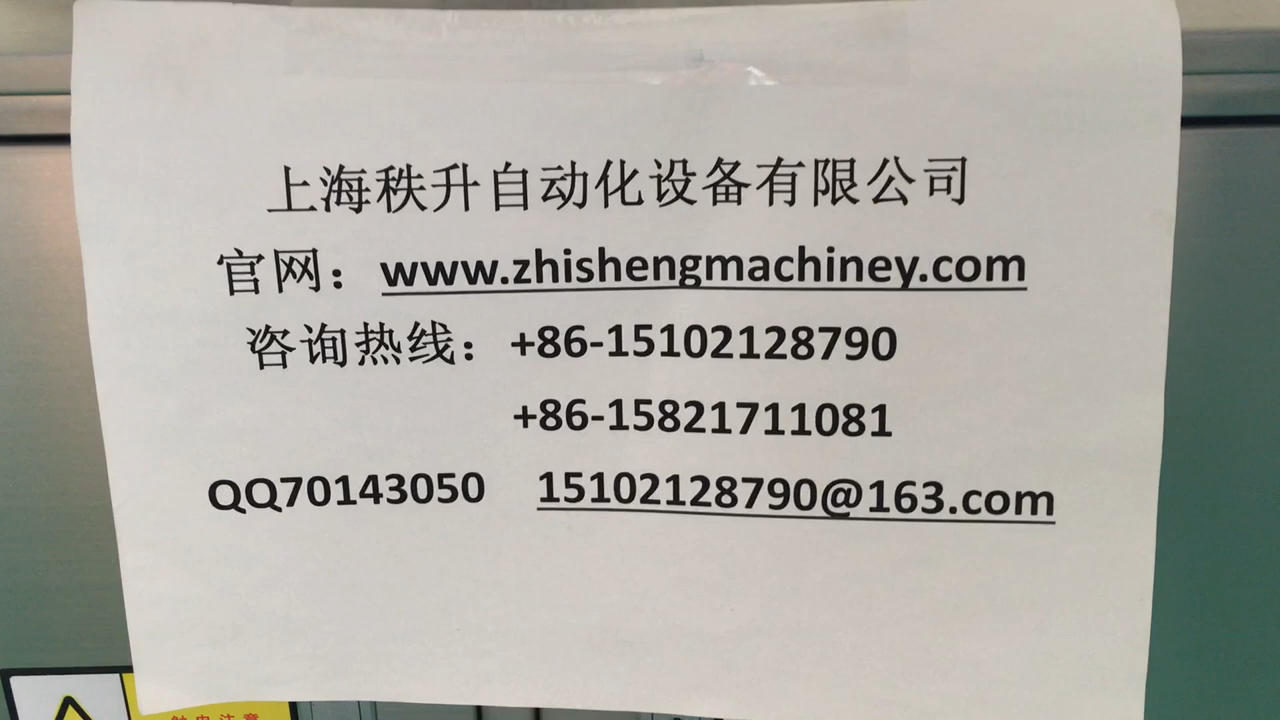 上海秩升自动化设备有限公司
官网：www.zhishengmachiney.com
咨询热线：+86-15102128790
+86-15821711081
QQ70143050 15102128790@163.com